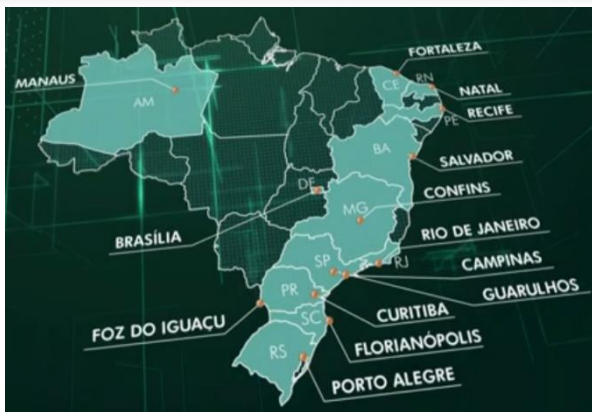 FORTALEZA
MANAUS
CE
RN
NATAL
AM
RECIFE
PE
BA
SALVADOR
DF
CONFINS
MG
BRASÍLIA
RIO DE JANEIRO
SP
RJ
CAMPINAS
PR
GUARULHOS
CURITIBA
SC
FOZ DO IGUAÇU
FLORIANÓPOLIS
RS
PORTO ALEGRE